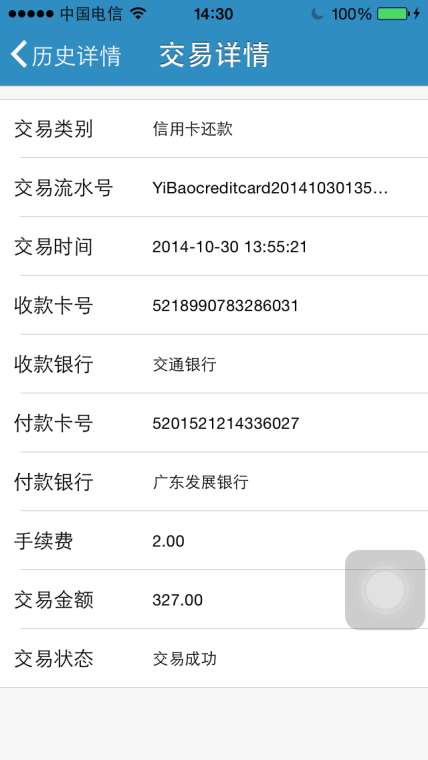 中国电信 14:30 100%
历史详情 交易详情
交易类别 信用卡还款
交易流水号 YiBaocreditcard20141030135...
交易时间 2014-10-30 13:55:21
收款卡号 5218990783286031
收款银行 交通银行
付款卡号 5201521214336027
付款银行 广东发展银行
手续费 2.00
交易金额 327.00
交易状态 交易成功